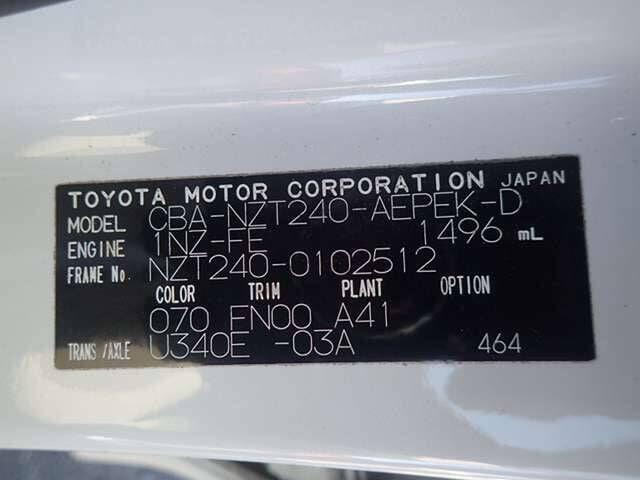 TOYOTA MOTOR CORPORATION JAPAN
MODEL CBA-NZT240-AEPEK-D
ENGINE 1NZ-FE 1496 mL
FRAME No. NZT240-0102512
COLOR TRIM PLANT OPTION
070 FN00 A41
TRANS/AXLE U340E -03A 464